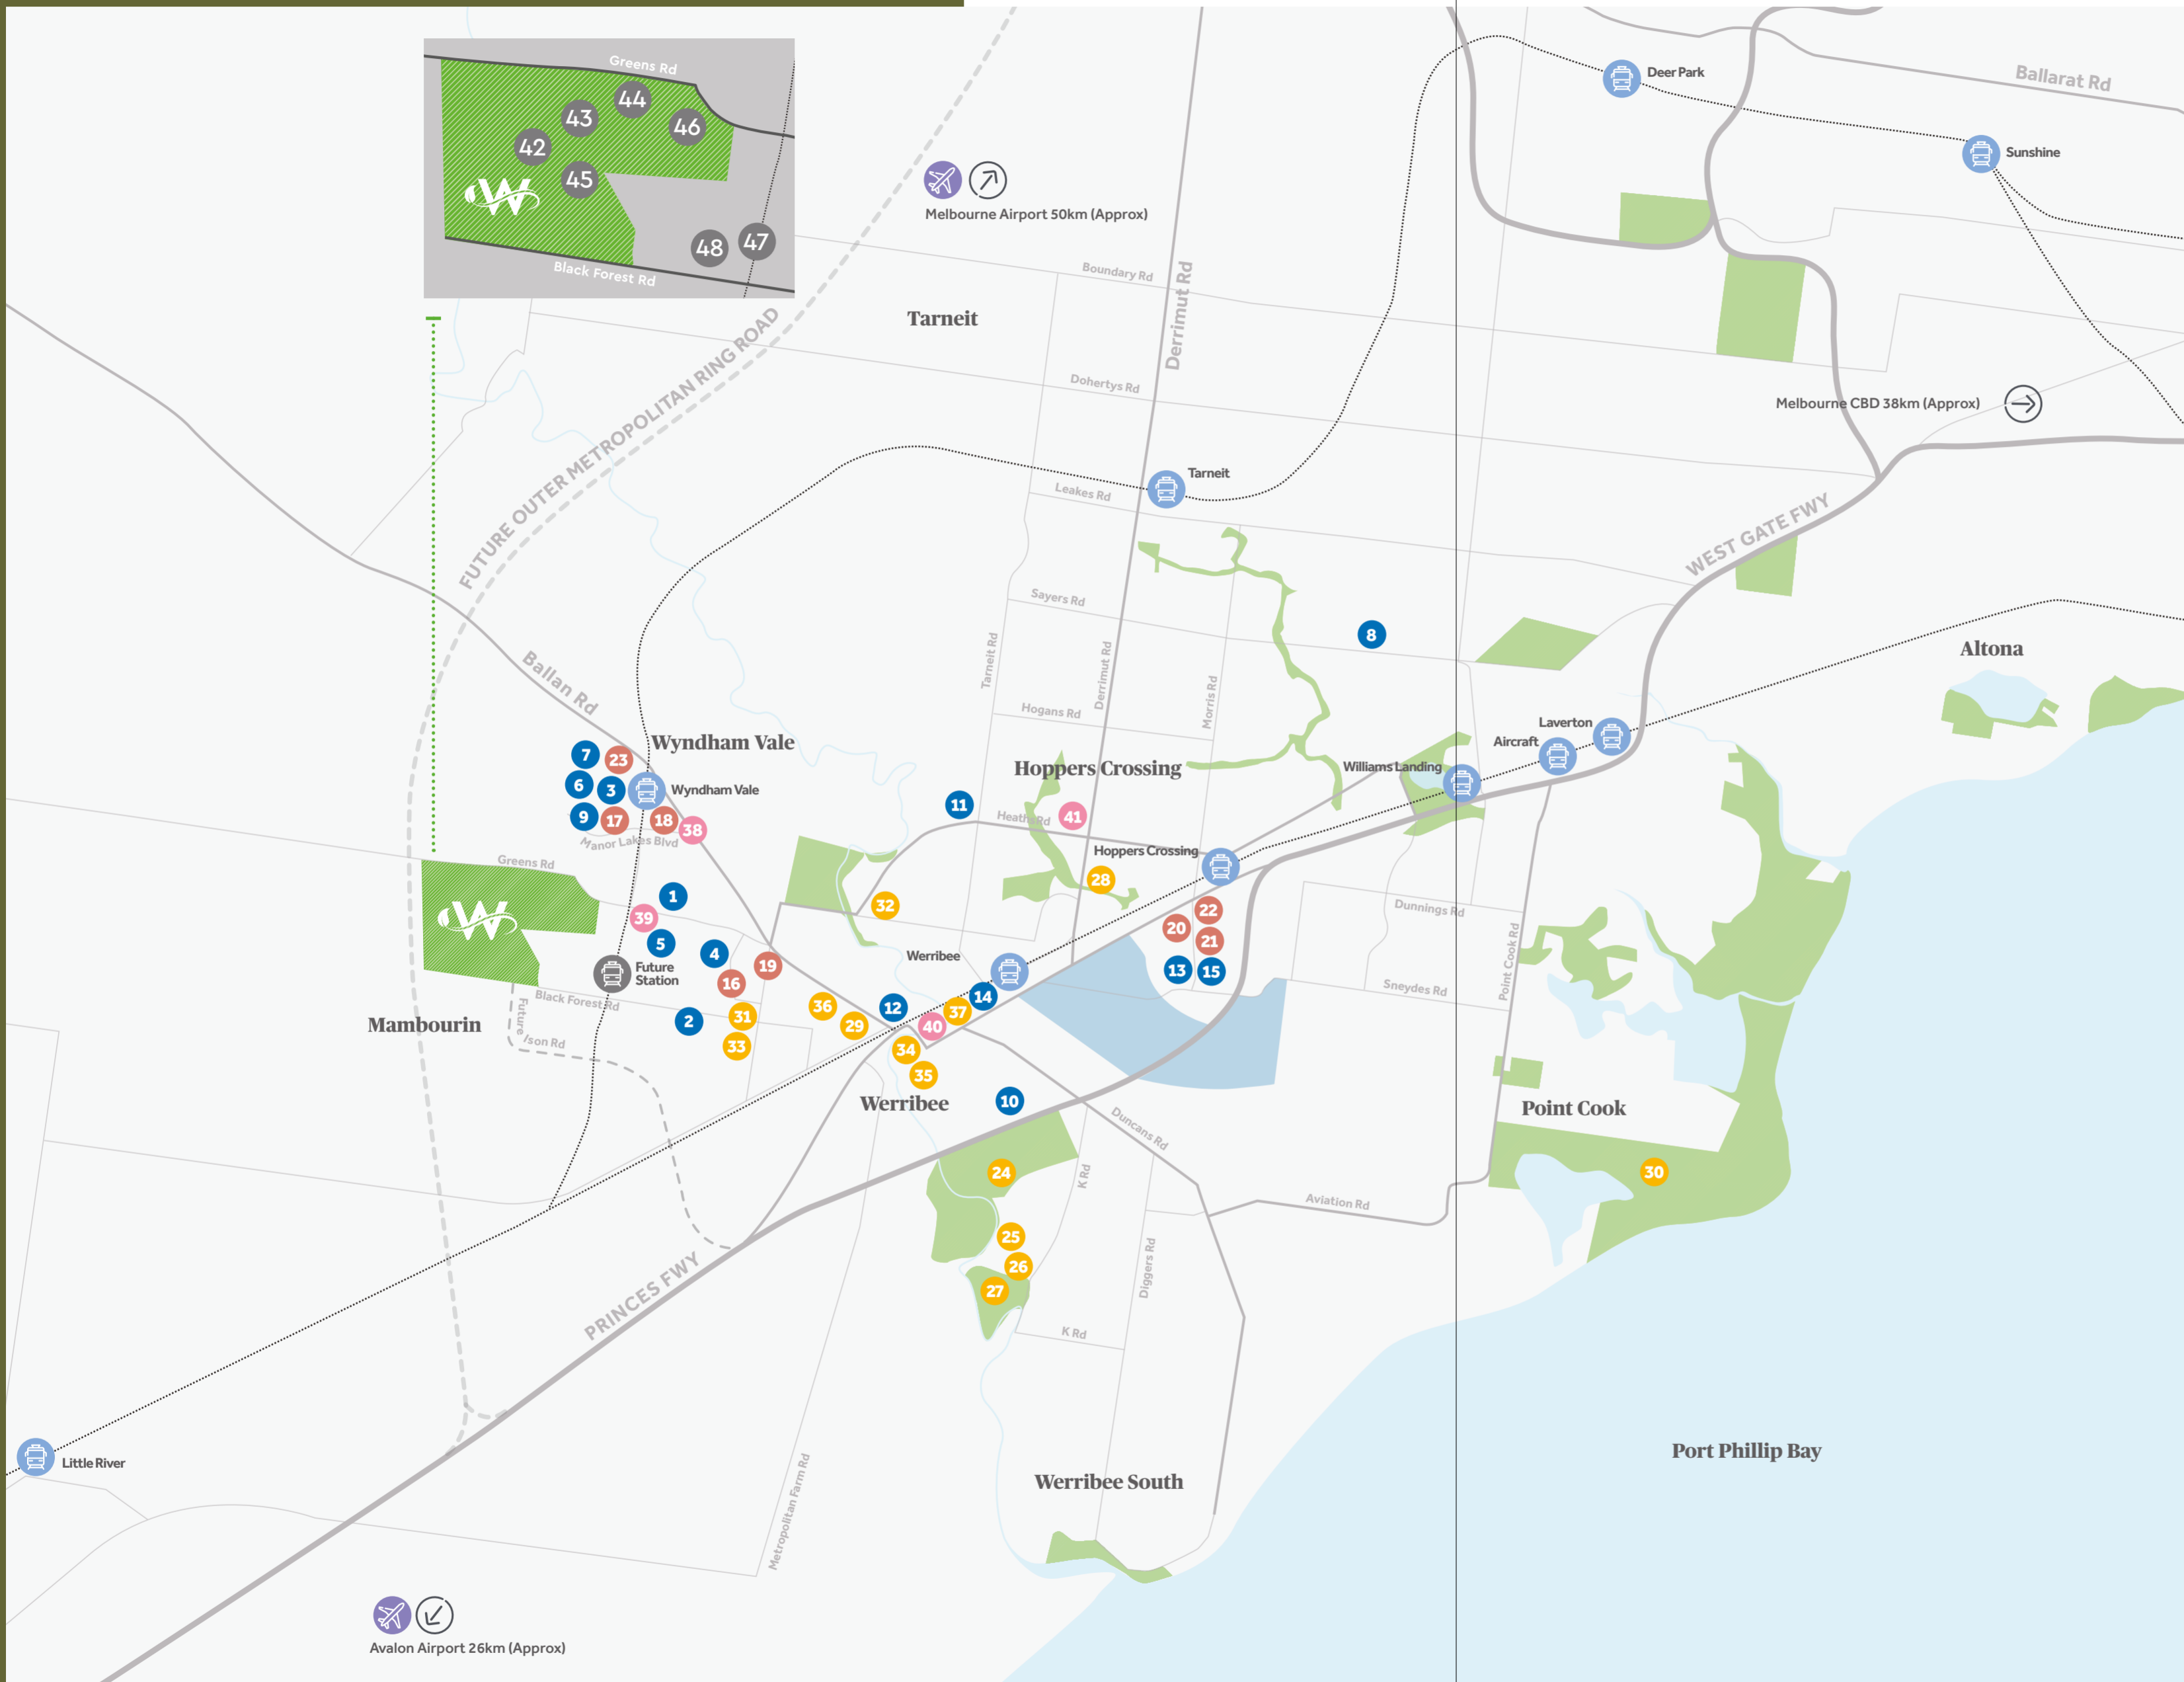 Greens Rd
44
43
46
42
45
W
48
47
Black Forest Rd
Deer Park
Ballarat Rd
Sunshine
Melbourne Airport 50km (Approx)
Boundary Rd
Derrimut Rd
Tarneit
FUTURE OUTER METROPOLITAN RING ROAD
Dohertys Rd
Melbourne CBD 38km (Approx)
Tarneit
Leakes Rd
WEST GATE FWY
Sayers Rd
8
Tarneit Rd
Derrimut Rd
Morris Rd
Altona
Ballan Rd
Hogans Rd
Laverton
Aircraft
Wyndham Vale
7
23
Hoppers Crossing
Williams Landing
6
3
Wyndham Vale
11
9
17
18
38
Heaths Rd
41
Manor Lakes Blvd
Hoppers Crossing
Greens Rd
28
1
32
Dunnings Rd
W
39
22
20
5
21
4
Werribee
Point Cook Rd
19
Future
Station
13
15
16
Sneydes Rd
Black Forest Rd
14
36
12
37
Future
31
2
29
40
Mambourin
son Rd
33
34
35
Werribee
10
Point Cook
Duncans Rd
24
K Rd
30
Aviation Rd
25
26
Diggers Rd
27
PRINCES FWY
K Rd
Port Phillip Bay
Little River
Werribee South
Metropolitan Farm Rd
Avalon Airport 26km (Approx)